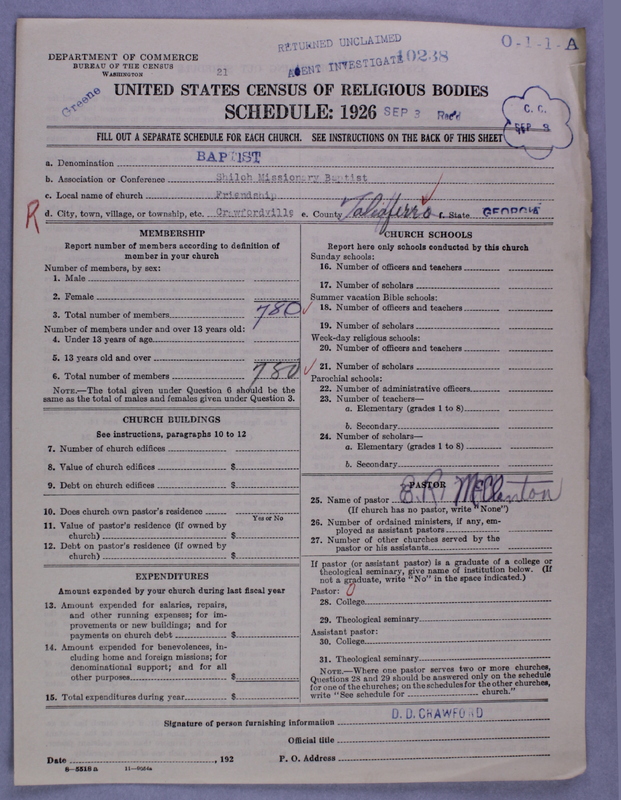 RETURNED UNCLAIMED
10238
AGENT INVESTIGATE
O-1-1-A
DEPARTMENT OF COMMERCE
BUREAU OF THE CENSUS
WASHINGTON
21
Greene
UNITED STATES CENSUS OF RELIGIOUS BODIES
SCHEDULE: 1926 SEP 3 Rec'd
C. C.
SEP 3
FILL OUT A SEPARATE SCHEDULE FOR EACH CHURCH. SEE INSTRUCTIONS ON THE BACK OF THIS SHEET
a. Denomination BAPTIST
b. Association or Conference Shiloh Missionary Baptist
c. Local name of church Friendship
R d. City, town, village, or township, etc. Crawfordville e. County Taliaferro f. State GEORGIA
MEMBERSHIP
Report number of members according to definition of
member in your church
Number of members, by sex:
1. Male
2. Female
3. Total number of members 780
Number of members under and over 13 years old:
4. Under 13 years of age
5. 13 years old and over
6. Total number of members 780
NOTE.—The total given under Question 6 should be the
same as the total of males and females given under Question 3.
CHURCH BUILDINGS
See instructions, paragraphs 10 to 12
7. Number of church edifices
8. Value of church edifices $
9. Debt on church edifices $
10. Does church own pastor's residence
Yes or No
11. Value of pastor's residence (if owned by
church) $
12. Debt on pastor's residence (if owned by
church) $
EXPENDITURES
Amount expended by your church during last fiscal year
13. Amount expended for salaries, repairs,
and other running expenses; for im-
provements or new buildings; and for
payments on church debt $
14. Amount expended for benevolences, in-
cluding home and foreign missions; for
denominational support; and for all
other purposes $
15. Total expenditures during year $
CHURCH SCHOOLS
Report here only schools conducted by this church
Sunday schools:
16. Number of officers and teachers
17. Number of scholars
Summer vacation Bible schools:
18. Number of officers and teachers
19. Number of scholars
Week-day religious schools:
20. Number of officers and teachers
21. Number of scholars
Parochial schools:
22. Number of administrative officers
23. Number of teachers—
a. Elementary (grades 1 to 8)
b. Secondary
24. Number of scholars—
a. Elementary (grades 1 to 8)
b. Secondary
PASTOR
25. Name of pastor McClenton
(If church has no pastor, write "None")
26. Number of ordained ministers, if any, em-
ployed as assistant pastors
27. Number of other churches served by the
pastor or his assistants
If pastor (or assistant pastor) is a graduate of a college or
theological seminary, give name of institution below. (If
not a graduate, write "No" in the space indicated.)
Pastor: 0
28. College
29. Theological seminary
Assistant pastor:
30. College
31. Theological seminary
NOTE.—Where one pastor serves two or more churches,
Questions 28 and 29 should be answered only on the schedule
for one of the churches; on the schedules for the other churches,
write "See schedule for church."
Signature of person furnishing information D. D. CRAWFORD
Official title
Date , 192 P. O. Address
8-5518a